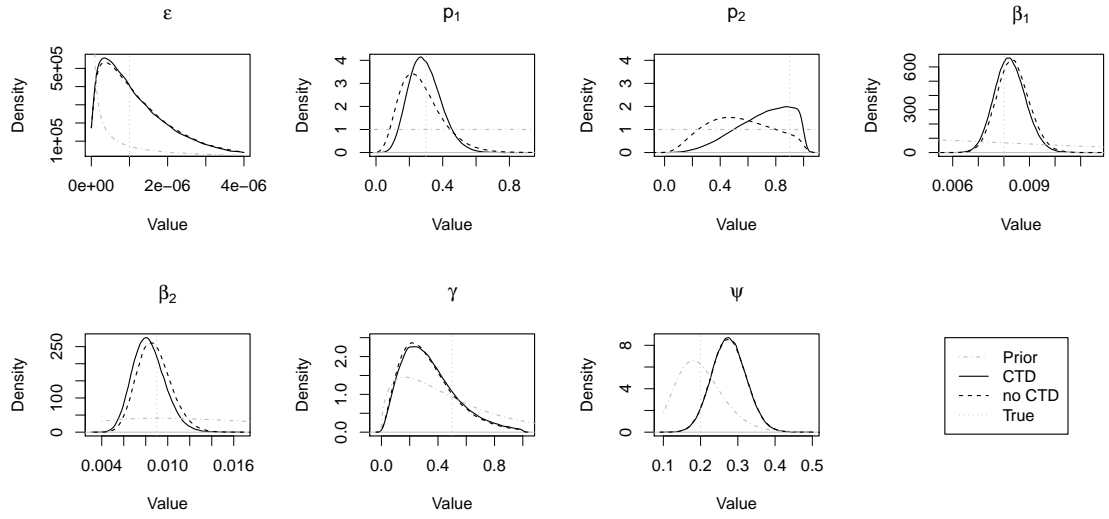 ε
Density
1e+05 5e+05
0e+00 2e−06 4e−06
Value
p1
Density
0 1 2 3 4
0.0 0.4 0.8
Value
p2
Density
0 1 2 3 4
0.0 0.4 0.8
Value
β1
Density
0 300 600
0.006 0.009
Value
β2
Density
0 100 250
0.004 0.010 0.016
Value
γ
Density
0.0 1.0 2.0
0.0 0.4 0.8
Value
ψ
Density
0 4 8
0.1 0.2 0.3 0.4 0.5
Value
Prior
CTD
no CTD
True